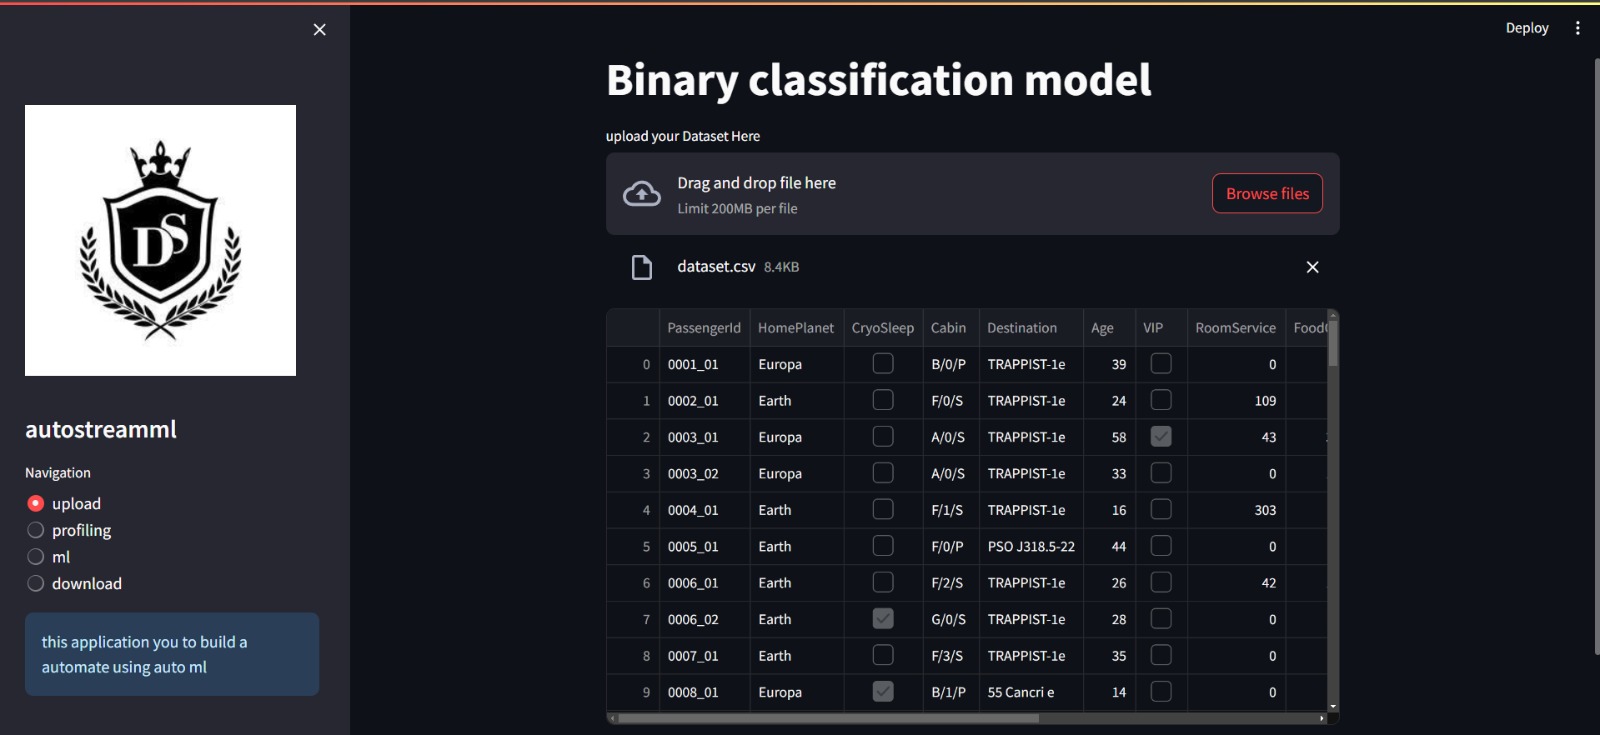 Deploy
DS
autostreamml
Navigation
upload
profiling
ml
download
this application you to build a
automate using auto ml
Binary classification model
upload your Dataset Here
Drag and drop file here
Limit 200MB per file
Browse files
dataset.csv 8.4KB
PassengerId HomePlanet CryoSleep Cabin Destination Age VIP RoomService
0 0001_01 Europa B/0/P TRAPPIST-1e 39 0
1 0002_01 Earth F/0/S TRAPPIST-1e 24 109
2 0003_01 Europa A/0/S TRAPPIST-1e 58 43
3 0003_02 Europa A/0/S TRAPPIST-1e 33 0
4 0004_01 Earth F/1/S TRAPPIST-1e 16 303
5 0005_01 Earth F/0/P PSO J318.5-22 44 0
6 0006_01 Earth F/2/S TRAPPIST-1e 26 42
7 0006_02 Earth G/0/S TRAPPIST-1e 28 0
8 0007_01 Earth F/3/S TRAPPIST-1e 35 0
9 0008_01 Europa B/1/P 55 Cancri e 14 0